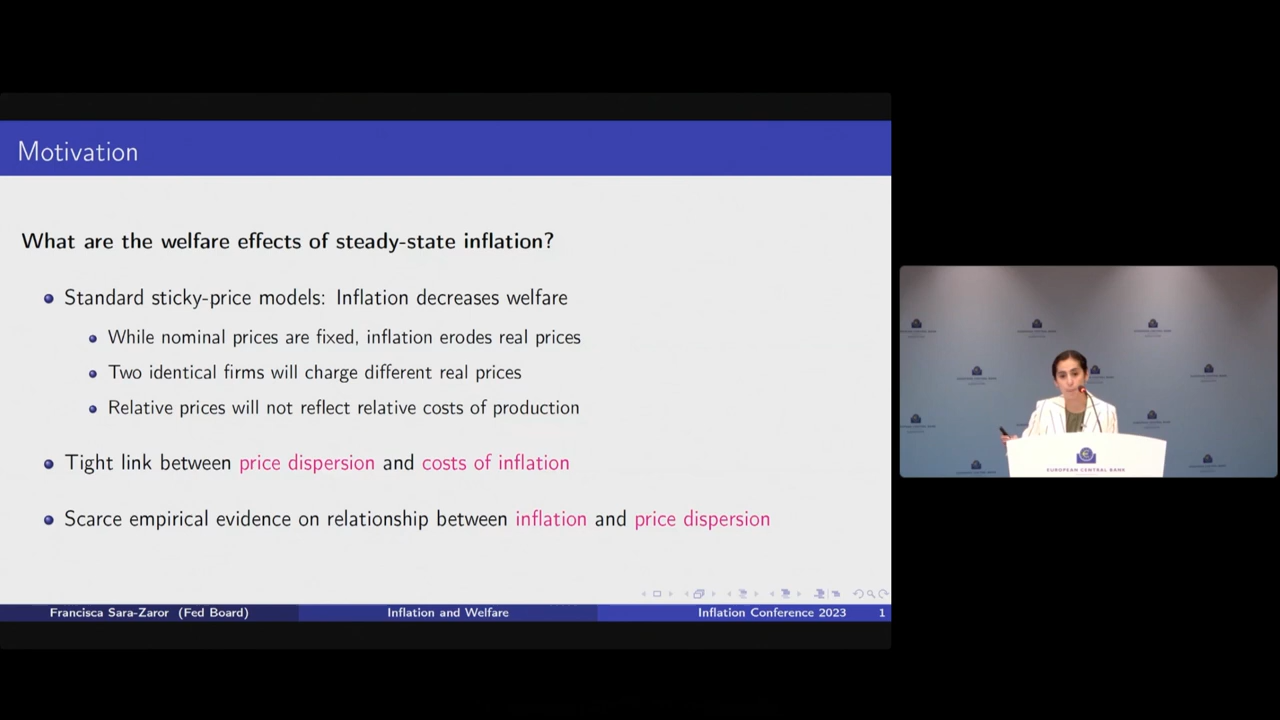 Motivation
What are the welfare effects of steady-state inflation?
Standard sticky-price models: Inflation decreases welfare
While nominal prices are fixed, inflation erodes real prices
Two identical firms will charge different real prices
Relative prices will not reflect relative costs of production
Tight link between price dispersion and costs of inflation
Scarce empirical evidence on relationship between inflation and price dispersion
Francisca Sara-Zaror (Fed Board) Inflation and Welfare Inflation Conference 2023 1
EUROPEAN CENTRAL BANK